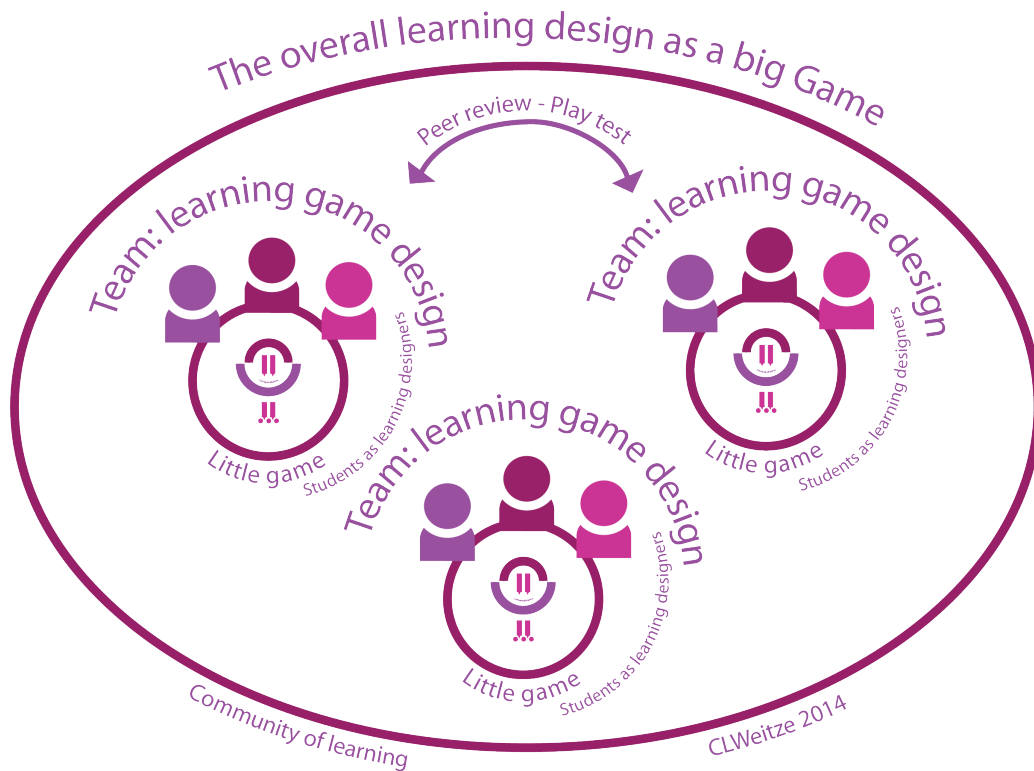 The overall learning design as a big Game
Peer review - Play test
Team: learning game design
Students as learning designers
Little game
Team: learning game design
Students as learning designers
Little game
Team: learning game design
Students as learning designers
Little game
Community of learning
CLWeitze 2014